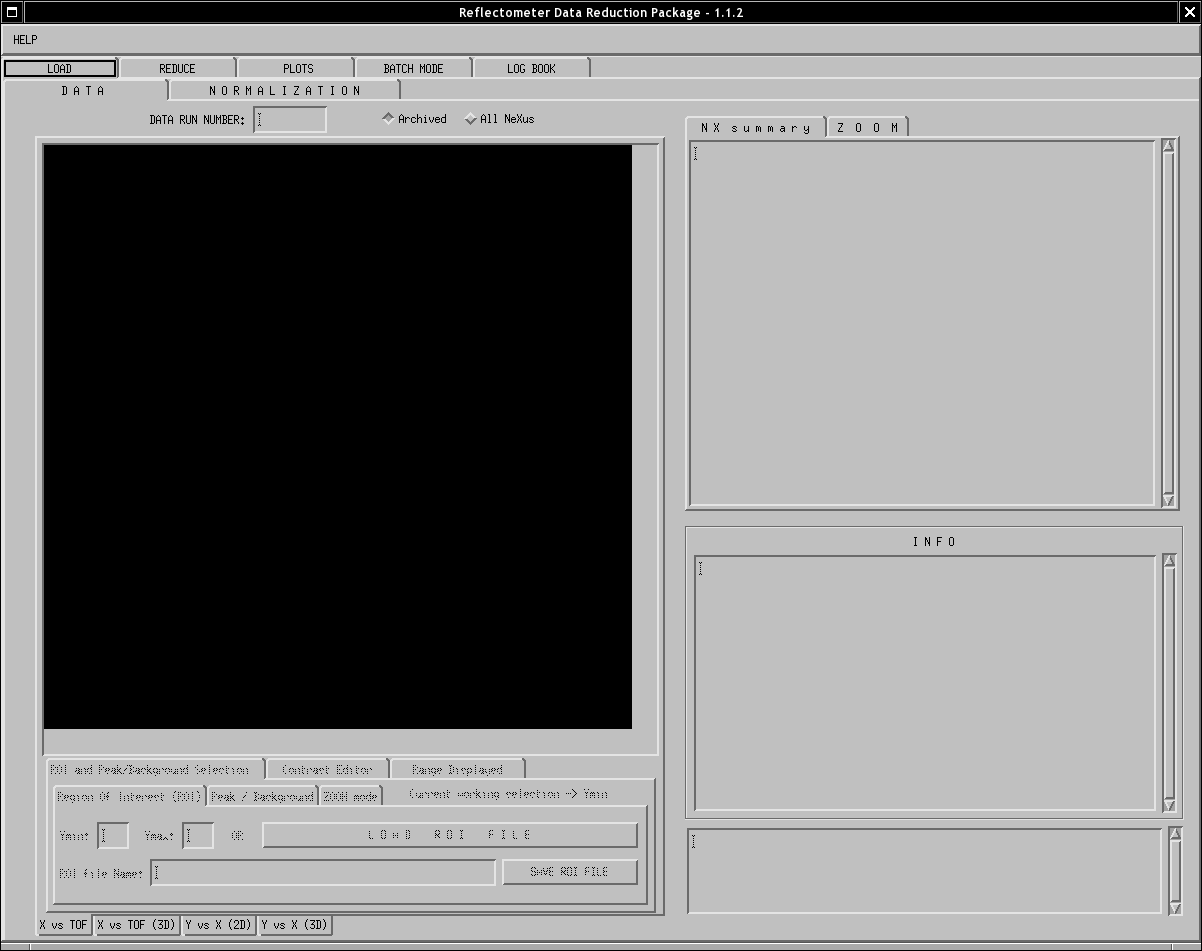 Reflectometer Data Reduction Package - 1.1.2
HELP
LOAD REDUCE PLOTS BATCH MODE LOG BOOK
D A T A N O R M A L I Z A T I O N
DATA RUN NUMBER: Archived All NeXus
NX summary Z O O M
I N F O
ROI and Peak/Background Selection Contrast Editor Range Displayed
Region Of Interest (ROI) Peak / Background ZOOM mode Current working selection -> Ymin
Ymin: Ymax: OR L O A D R O I F I L E
ROI file Name: SAVE ROI FILE
X vs TOF X vs TOF (3D) Y vs X (2D) Y vs X (3D)